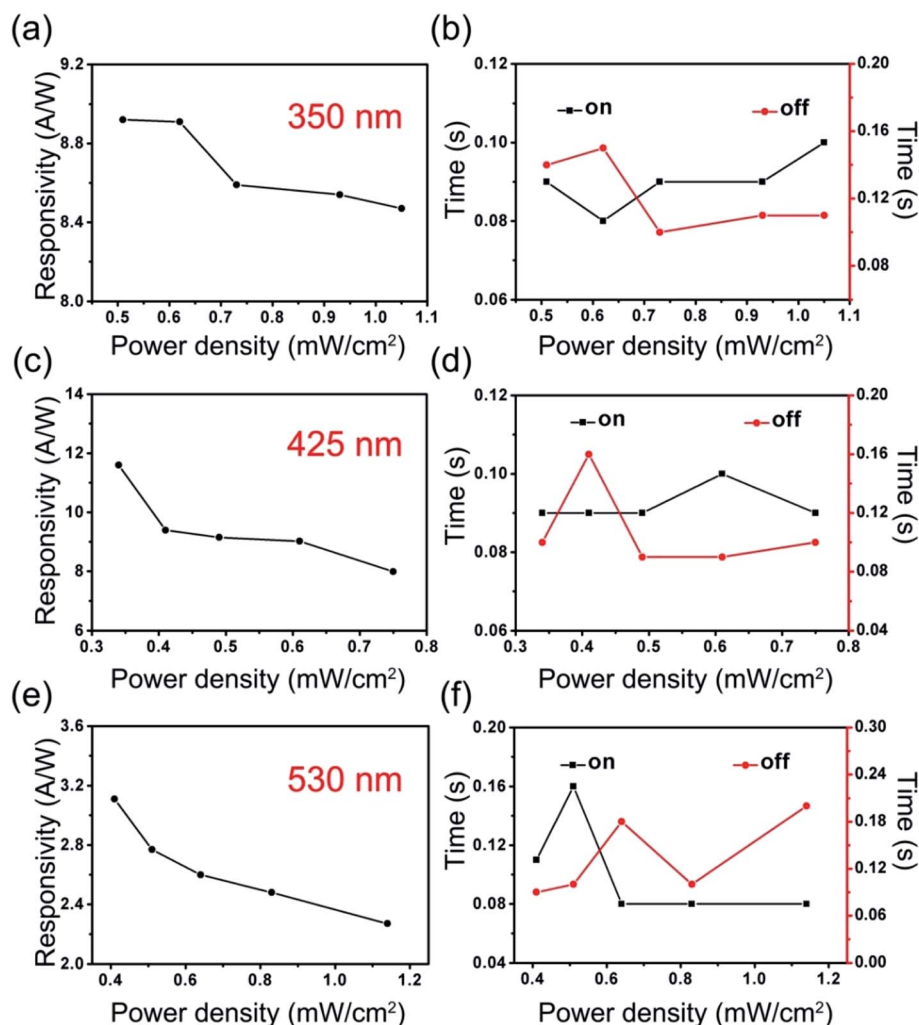 (a)
Responsivity (A/W)
9.2
8.8
8.4
8.0
350 nm
0.5 0.6 0.7 0.8 0.9 1.0 1.1
Power density (mW/cm²)
(b)
Time (s)
0.12
0.10
0.08
0.06
on off
0.20
0.16
0.12
0.08
Time (s)
0.5 0.6 0.7 0.8 0.9 1.0 1.1
Power density (mW/cm²)
(c)
Responsivity (A/W)
14
12
10
8
6
425 nm
0.3 0.4 0.5 0.6 0.7 0.8
Power density (mW/cm²)
(d)
Time (s)
0.12
0.10
0.08
0.06
on off
0.20
0.16
0.12
0.08
0.04
Time (s)
0.3 0.4 0.5 0.6 0.7 0.8
Power density (mW/cm²)
(e)
Responsivity (A/W)
3.6
3.2
2.8
2.4
2.0
530 nm
0.4 0.6 0.8 1.0 1.2
Power density (mW/cm²)
(f)
Time (s)
0.20
0.16
0.12
0.08
0.04
on off
0.30
0.24
0.18
0.12
0.06
0.00
Time (s)
0.4 0.6 0.8 1.0 1.2
Power density (mW/cm²)